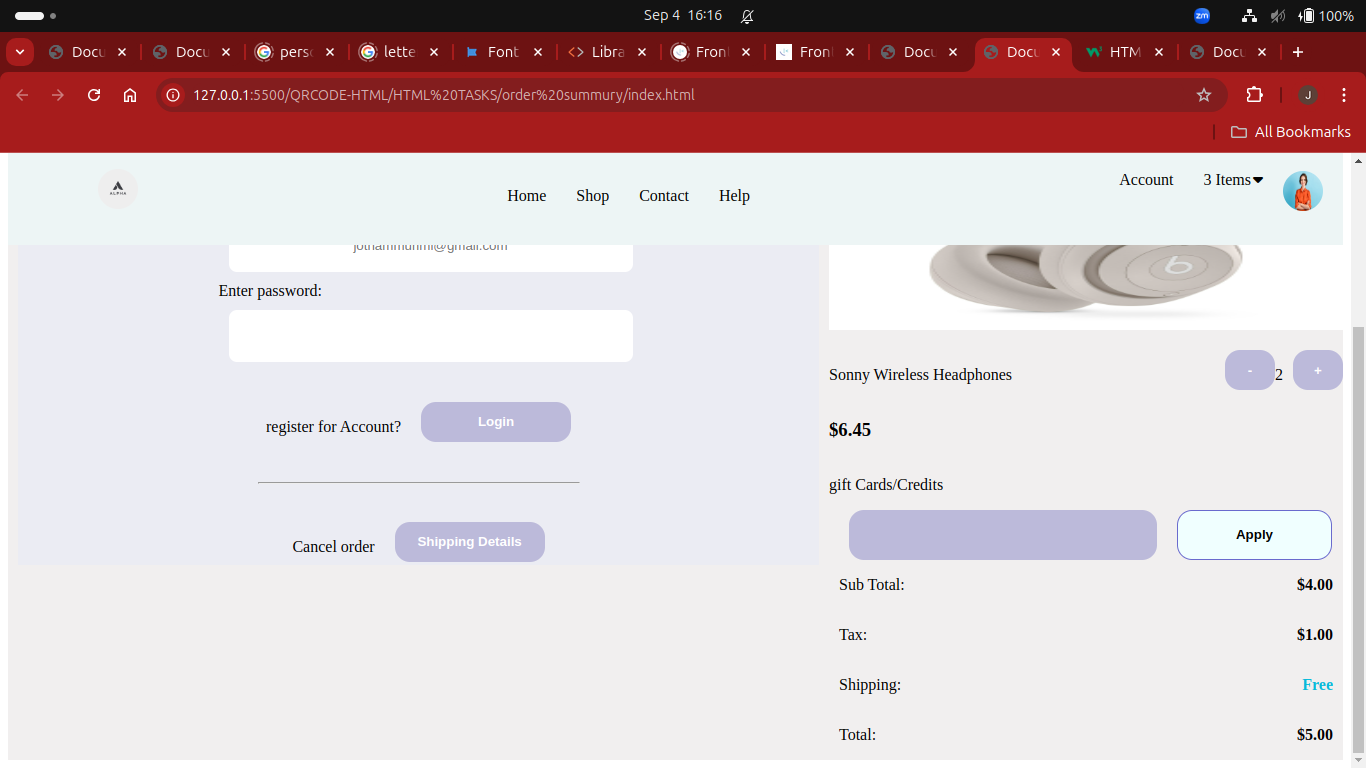 Sep 4 16:16
zm
100%
Docu
Docu
perso
lette
Font
Libra
Front
Front
Docu
Docu
HTM
Docu
127.0.0.1:5500/QRCODE-HTML/HTML%20TASKS/order%20summury/index.html
J
All Bookmarks
ALPHA
Home Shop Contact Help
Account 3 Items
jothammunmi@gmail.com
Enter password:
register for Account? Login
Cancel order Shipping Details
Sonny Wireless Headphones - 2 +
$6.45
gift Cards/Credits
Apply
Sub Total: $4.00
Tax: $1.00
Shipping: Free
Total: $5.00